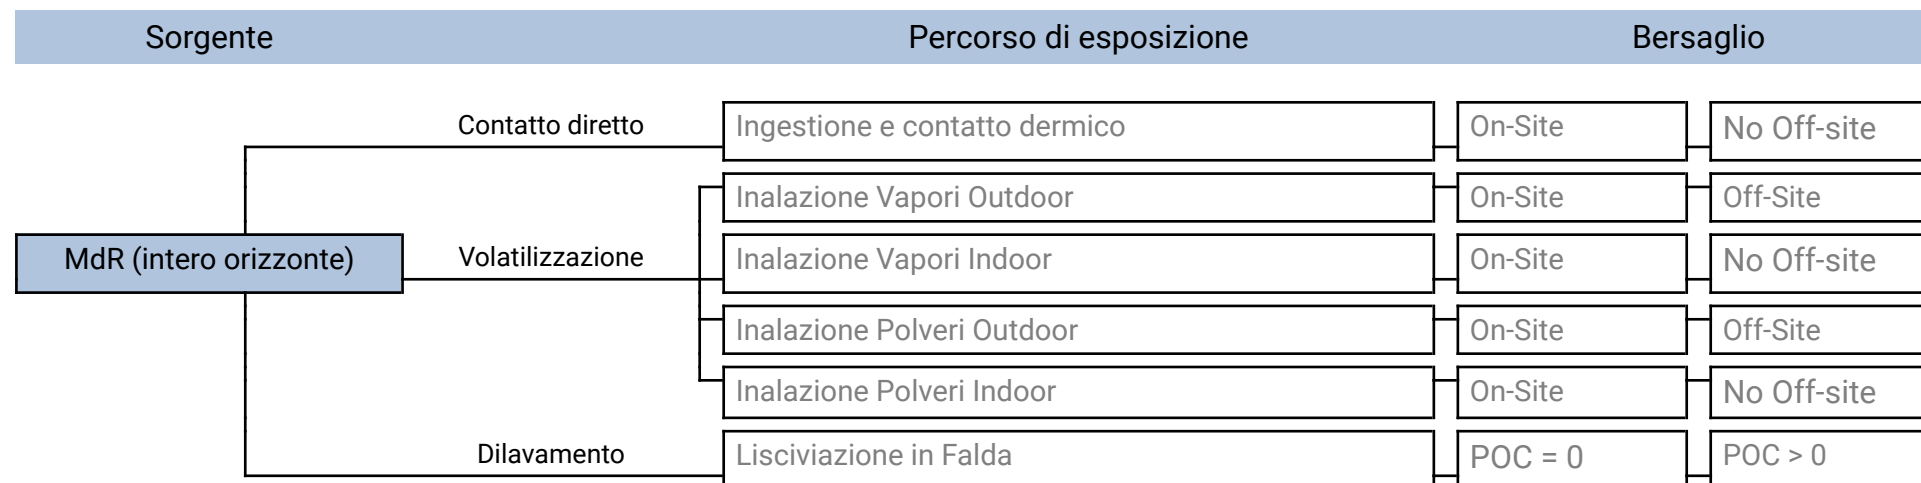 Sorgente Percorso di esposizione Bersaglio
Contatto diretto Ingestione e contatto dermico On-Site No Off-site
Inalazione Vapori Outdoor On-Site Off-Site
MdR (intero orizzonte) Volatilizzazione Inalazione Vapori Indoor On-Site No Off-site
Inalazione Polveri Outdoor On-Site Off-Site
Inalazione Polveri Indoor On-Site No Off-site
Dilavamento Lisciviazione in Falda POC = 0 POC > 0